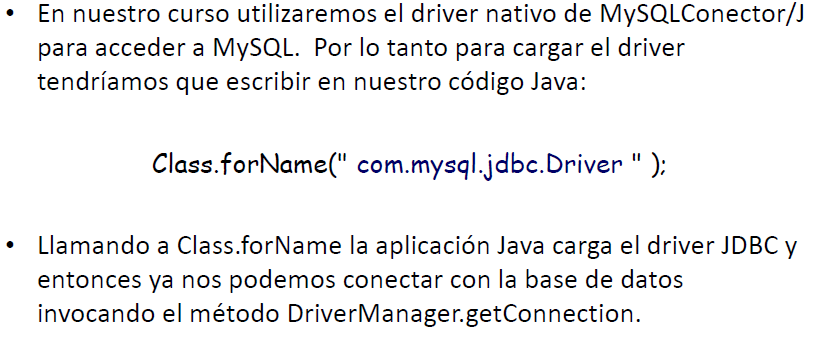 • En nuestro curso utilizaremos el driver nativo de MySQLConector/J
para acceder a MySQL. Por lo tanto para cargar el driver
tendríamos que escribir en nuestro código Java:
Class.forName(" com.mysql.jdbc.Driver " );
• Llamando a Class.forName la aplicación Java carga el driver JDBC y
entonces ya nos podemos conectar con la base de datos
invocando el método DriverManager.getConnection.